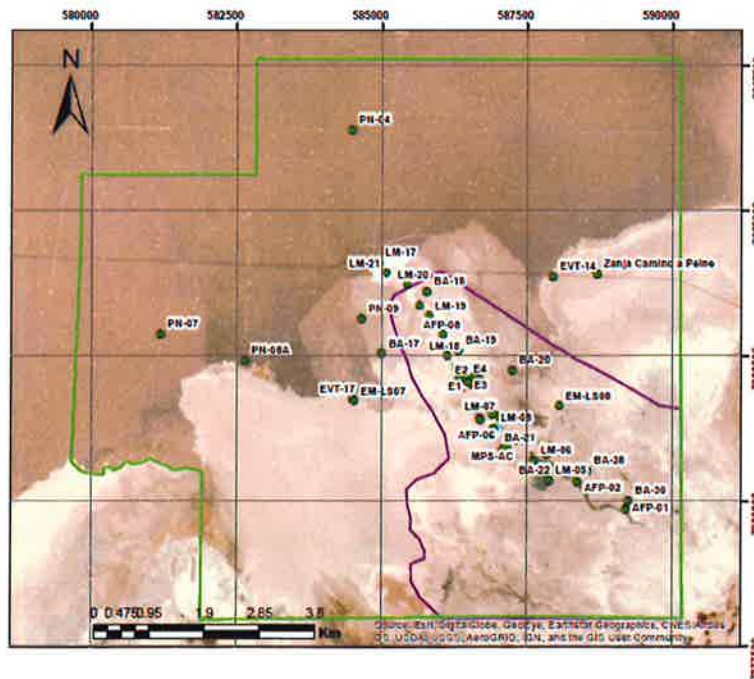 580000 582500 585000 587500 590000
N
PN-04
LM-17
LM-21
LM-20
BA-18
EVT-14
Zanja Camino a Peine
LM-19
PN-09
AFP-08
PN-07
LM-18
BA-19
PN-08A
BA-17
BA-20
E2 E4
E1 E3
EVT-17 EM-LS07
EM-LS08
LM-07
LM-08
AFP-06
BA-21
MPS-AC
LM-06
BA-22 LM-05 BA-28
AFP-02
BA-30
AFP-01
0 0.475 0.95 1.9 2.85 3.8
Km
Source: Esri, DigitalGlobe, GeoEye, Earthstar Geographics, CNES/Airbus
DS, USDA, USGS, AeroGRID, IGN, and the GIS User Community